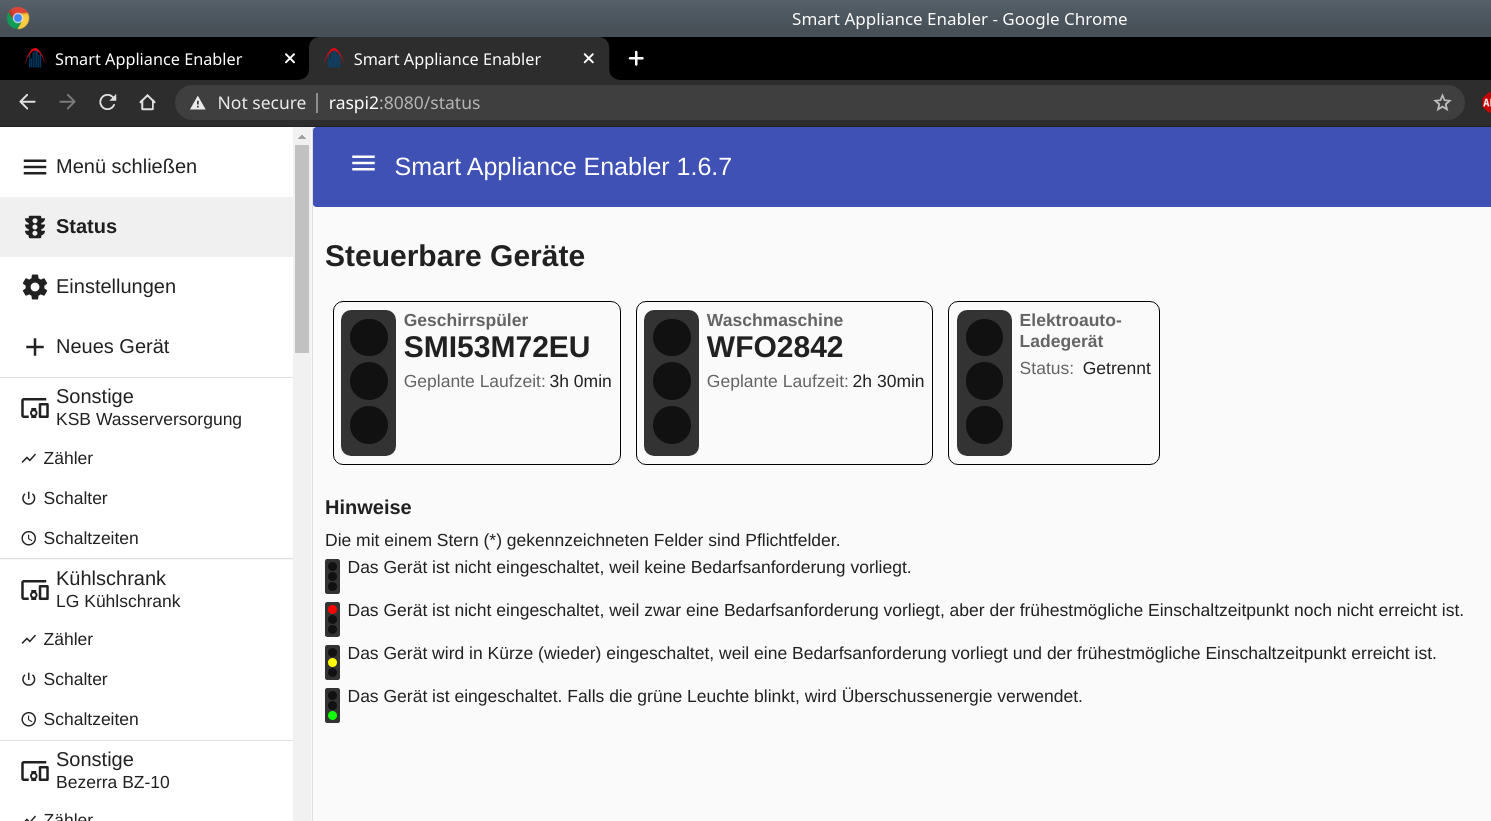 Smart Appliance Enabler - Google Chrome
Smart Appliance Enabler
Smart Appliance Enabler
Not secure | raspi2:8080/status
Menü schließen
Status
Einstellungen
Neues Gerät
Sonstige
KSB Wasserversorgung
Zähler
Schalter
Schaltzeiten
Kühlschrank
LG Kühlschrank
Zähler
Schalter
Schaltzeiten
Sonstige
Bezerra BZ-10
Zähler
Smart Appliance Enabler 1.6.7
Steuerbare Geräte
Geschirrspüler
SMI53M72EU
Geplante Laufzeit: 3h 0min
Waschmaschine
WFO2842
Geplante Laufzeit: 2h 30min
Elektroauto-
Ladegerät
Status: Getrennt
Hinweise
Die mit einem Stern (*) gekennzeichneten Felder sind Pflichtfelder.
Das Gerät ist nicht eingeschaltet, weil keine Bedarfsanforderung vorliegt.
Das Gerät ist nicht eingeschaltet, weil zwar eine Bedarfsanforderung vorliegt, aber der frühestmögliche Einschaltzeitpunkt noch nicht erreicht ist.
Das Gerät wird in Kürze (wieder) eingeschaltet, weil eine Bedarfsanforderung vorliegt und der frühestmögliche Einschaltzeitpunkt erreicht ist.
Das Gerät ist eingeschaltet. Falls die grüne Leuchte blinkt, wird Überschussenergie verwendet.